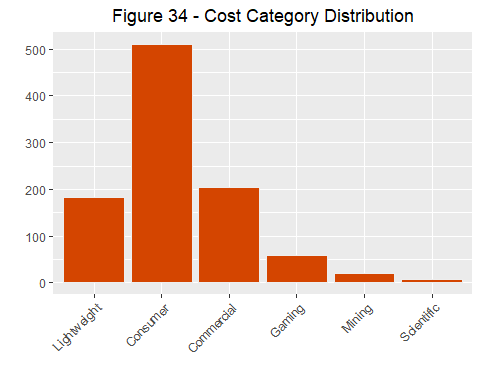 Figure 34 - Cost Category Distribution
500
400
300
200
100
0
Lightweight
Consumer
Commercial
Gaming
Mining
Scientific